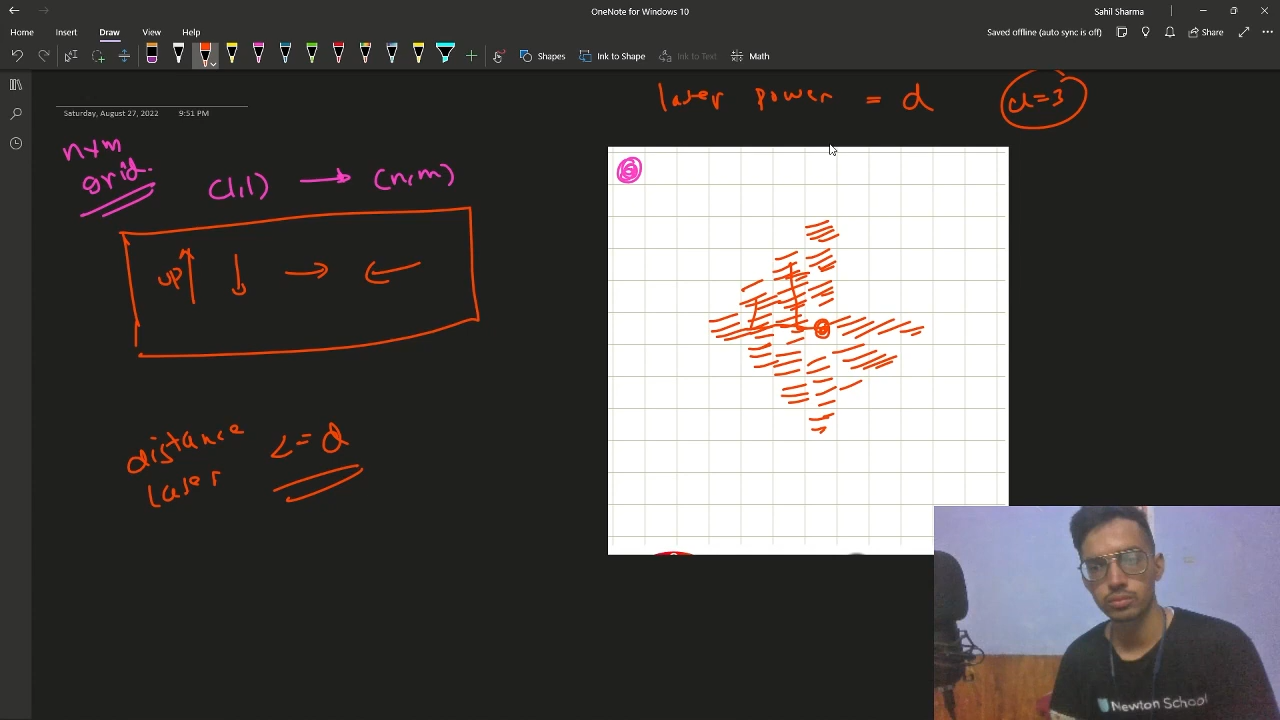 OneNote for Windows 10
Sahil Sharma
Home Insert Draw View Help
Saved offline (auto sync is off)
Share
Shapes Ink to Shape Ink to Text Math
Saturday, August 27, 2022 9:51 PM
laser power = d d=3
n*m
grid.
(1,1) → (n,m)
up ↑ ↓ → ←
distance <= d
laser
Newton School